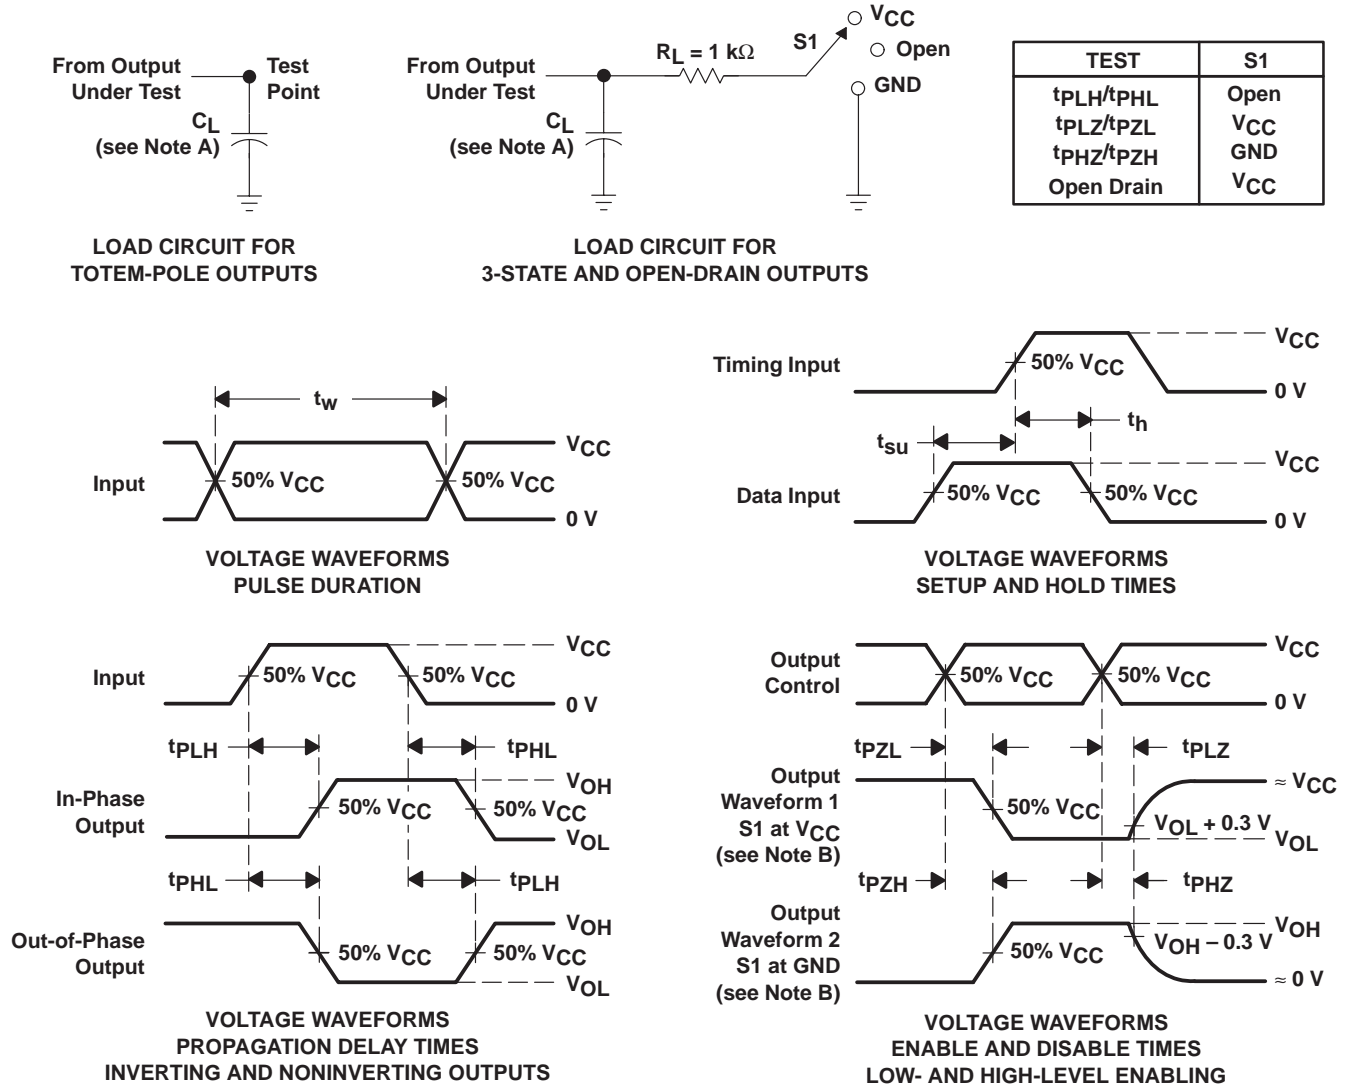 From Output
Under Test
Test
Point
CL
(see Note A)
LOAD CIRCUIT FOR
TOTEM-POLE OUTPUTS
From Output
Under Test
RL = 1 kΩ
S1
VCC
Open
GND
CL
(see Note A)
LOAD CIRCUIT FOR
3-STATE AND OPEN-DRAIN OUTPUTS
TEST S1
tPLH/tPHL Open
tPLZ/tPZL VCC
tPHZ/tPZH GND
Open Drain VCC
tw
Input
50% VCC
50% VCC
VCC
0 V
VOLTAGE WAVEFORMS
PULSE DURATION
Timing Input
50% VCC
VCC
0 V
th
tsu
Data Input
50% VCC
50% VCC
VCC
0 V
VOLTAGE WAVEFORMS
SETUP AND HOLD TIMES
Input
50% VCC
50% VCC
VCC
0 V
tPLH
tPHL
In-Phase
Output
50% VCC
50% VCC
VOH
VOL
tPHL
tPLH
Out-of-Phase
Output
50% VCC
50% VCC
VOH
VOL
VOLTAGE WAVEFORMS
PROPAGATION DELAY TIMES
INVERTING AND NONINVERTING OUTPUTS
Output
Control
50% VCC
50% VCC
VCC
0 V
tPZL
tPLZ
Output
Waveform 1
S1 at VCC
(see Note B)
50% VCC
VOL + 0.3 V
≈ VCC
VOL
tPZH
tPHZ
Output
Waveform 2
S1 at GND
(see Note B)
50% VCC
VOH − 0.3 V
VOH
≈ 0 V
VOLTAGE WAVEFORMS
ENABLE AND DISABLE TIMES
LOW- AND HIGH-LEVEL ENABLING